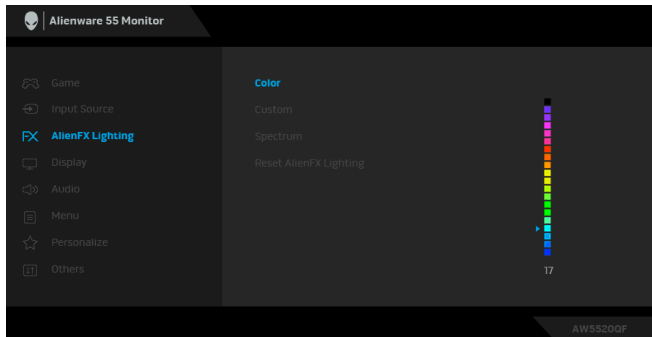 Alienware 55 Monitor
Game
Input Source
FX AlienFX Lighting
Display
Audio
Menu
Personalize
Others
Color
Custom
Spectrum
Reset AlienFX Lighting
17
AW5520QF